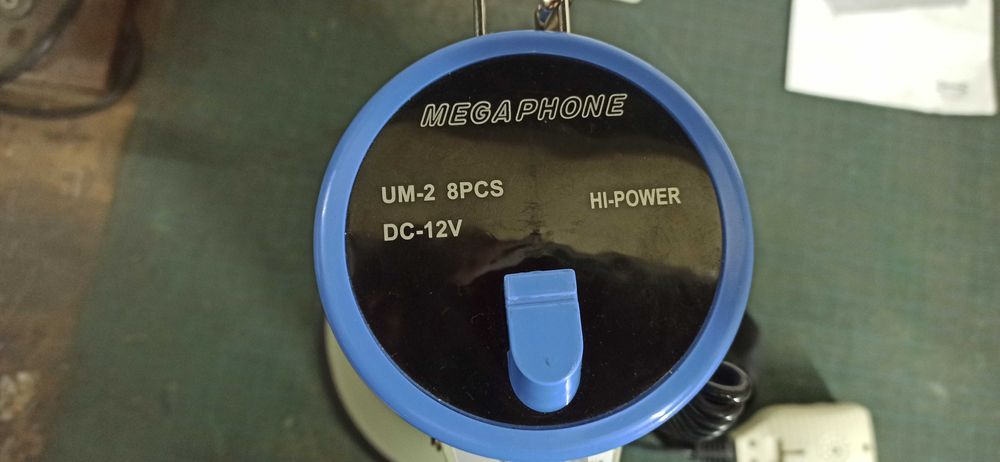 MEGAPHONE
UM-2 8PCS
HI-POWER
DC-12V